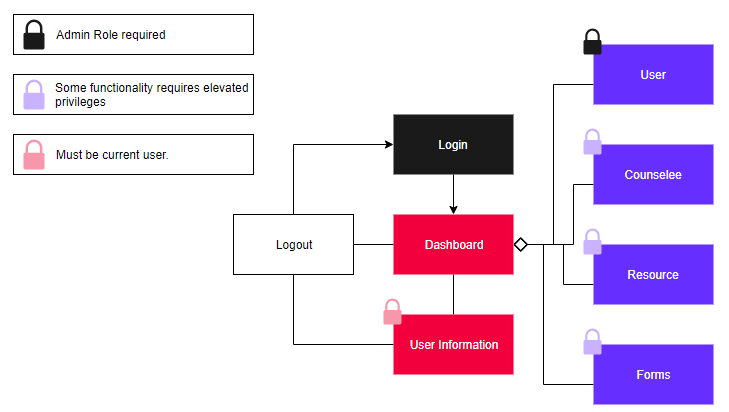 Admin Role required
Some functionality requires elevated
privileges
Must be current user.
Login
Logout
Dashboard
User Information
User
Counselee
Resource
Forms